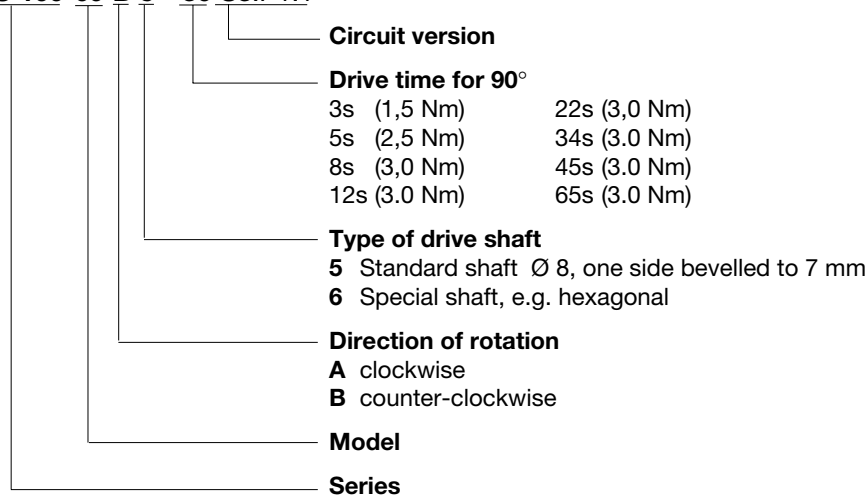 Circuit version
Drive time for 90°
3s (1,5 Nm) 22s (3,0 Nm)
5s (2,5 Nm) 34s (3.0 Nm)
8s (3,0 Nm) 45s (3.0 Nm)
12s (3.0 Nm) 65s (3.0 Nm)
Type of drive shaft
5 Standard shaft Ø 8, one side bevelled to 7 mm
6 Special shaft, e.g. hexagonal
Direction of rotation
A clockwise
B counter-clockwise
Model
Series